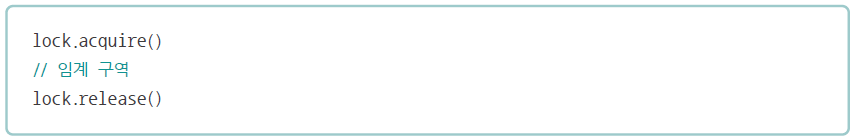 lock.acquire()
// 임계 구역
lock.release()